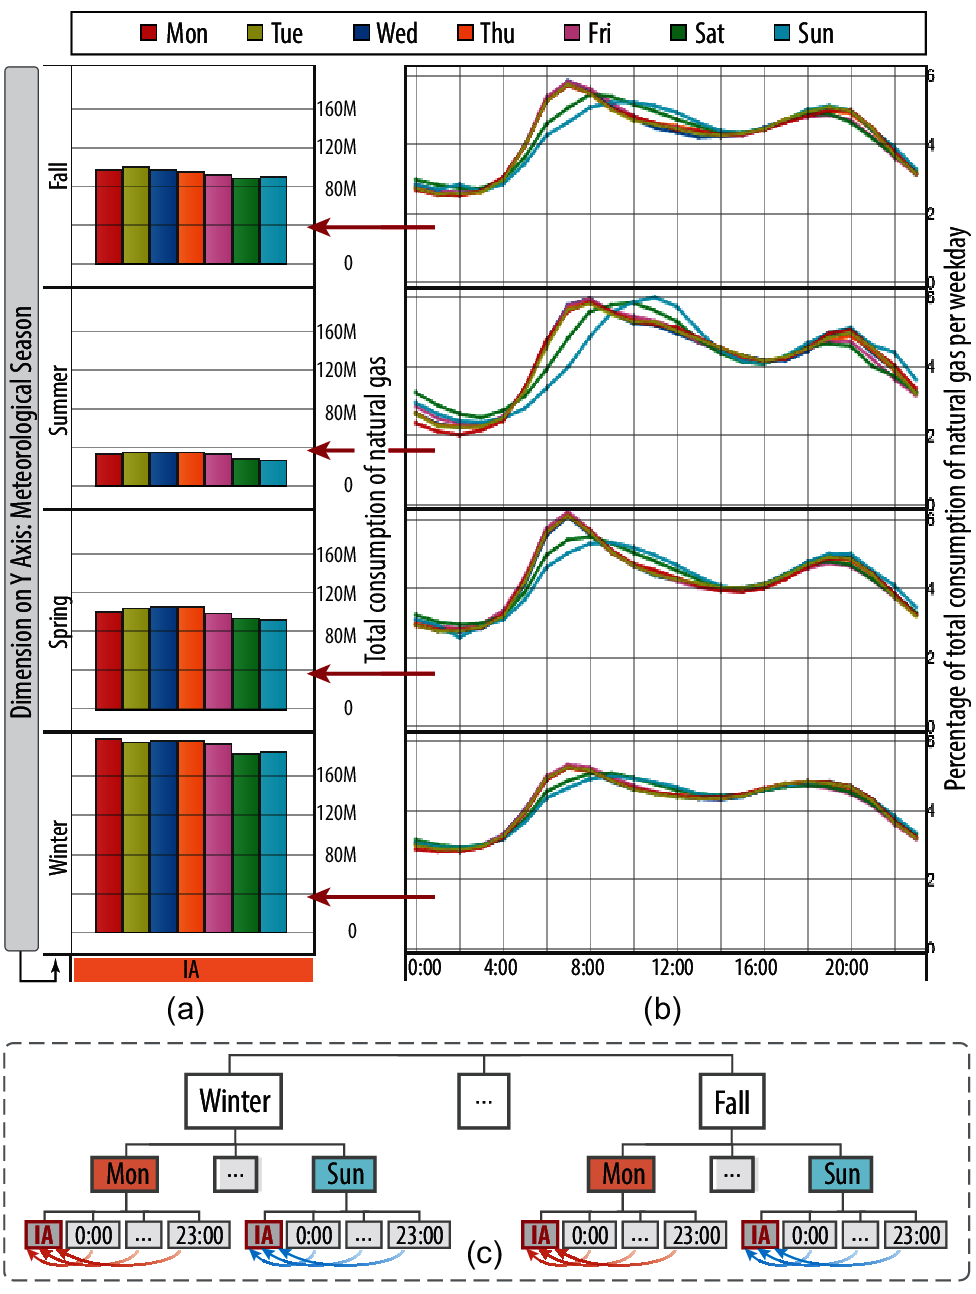 Mon Tue Wed Thu Fri Sat Sun
Dimension on Y Axis: Meteorological Season
Fall
160M
120M
80M
0
Summer
160M
120M
80M
0
Spring
160M
120M
80M
0
Winter
160M
120M
80M
0
IA
Total consumption of natural gas
6
4
2
0
6
4
2
0
6
4
2
0
6
4
2
0
0:00 4:00 8:00 12:00 16:00 20:00
Percentage of total consumption of natural gas per weekday
(a) (b)
Winter ... Fall
Mon ... Sun Mon ... Sun
IA 0:00 ... 23:00 IA 0:00 ... 23:00 IA 0:00 ... 23:00 IA 0:00 ... 23:00
(c)